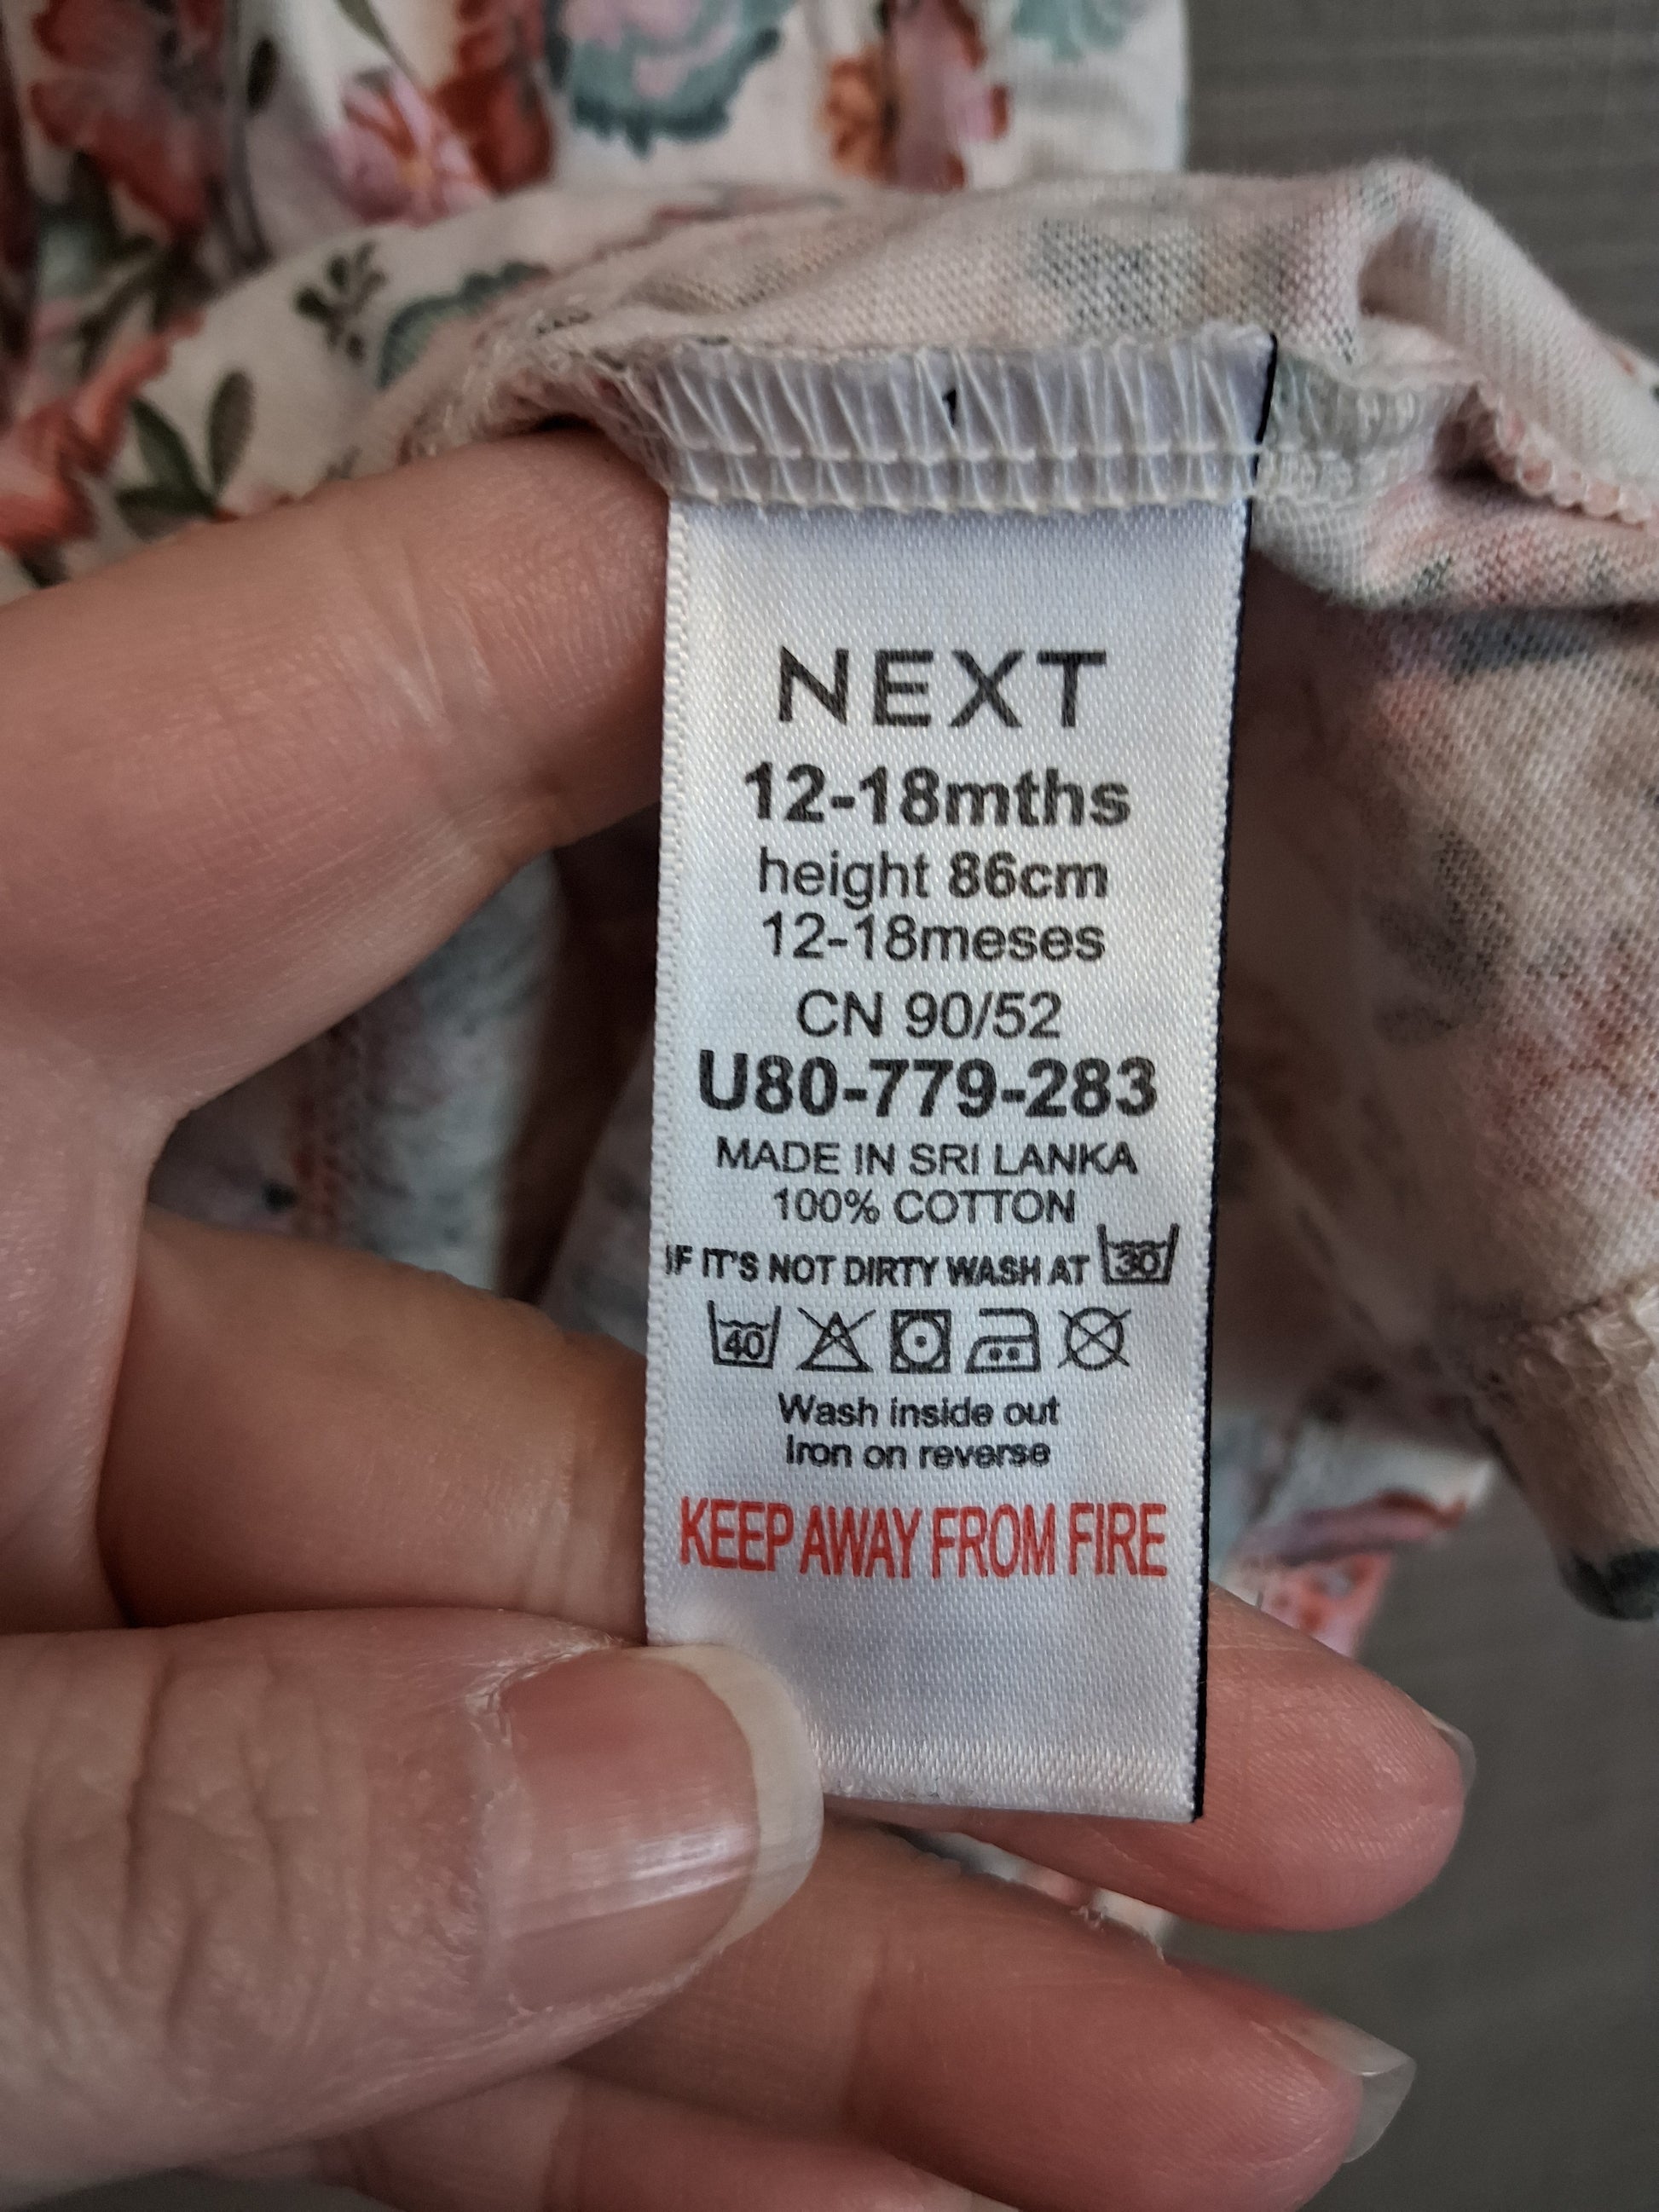 1
NEXT
12-18mths
height 86cm
12-18meses
CN 90/52
U80-779-283
MADE IN SRI LANKA
100% COTTON
IF IT'S NOT DIRTY WASH AT 30
40
Wash inside out
Iron on reverse
KEEP AWAY FROM FIRE